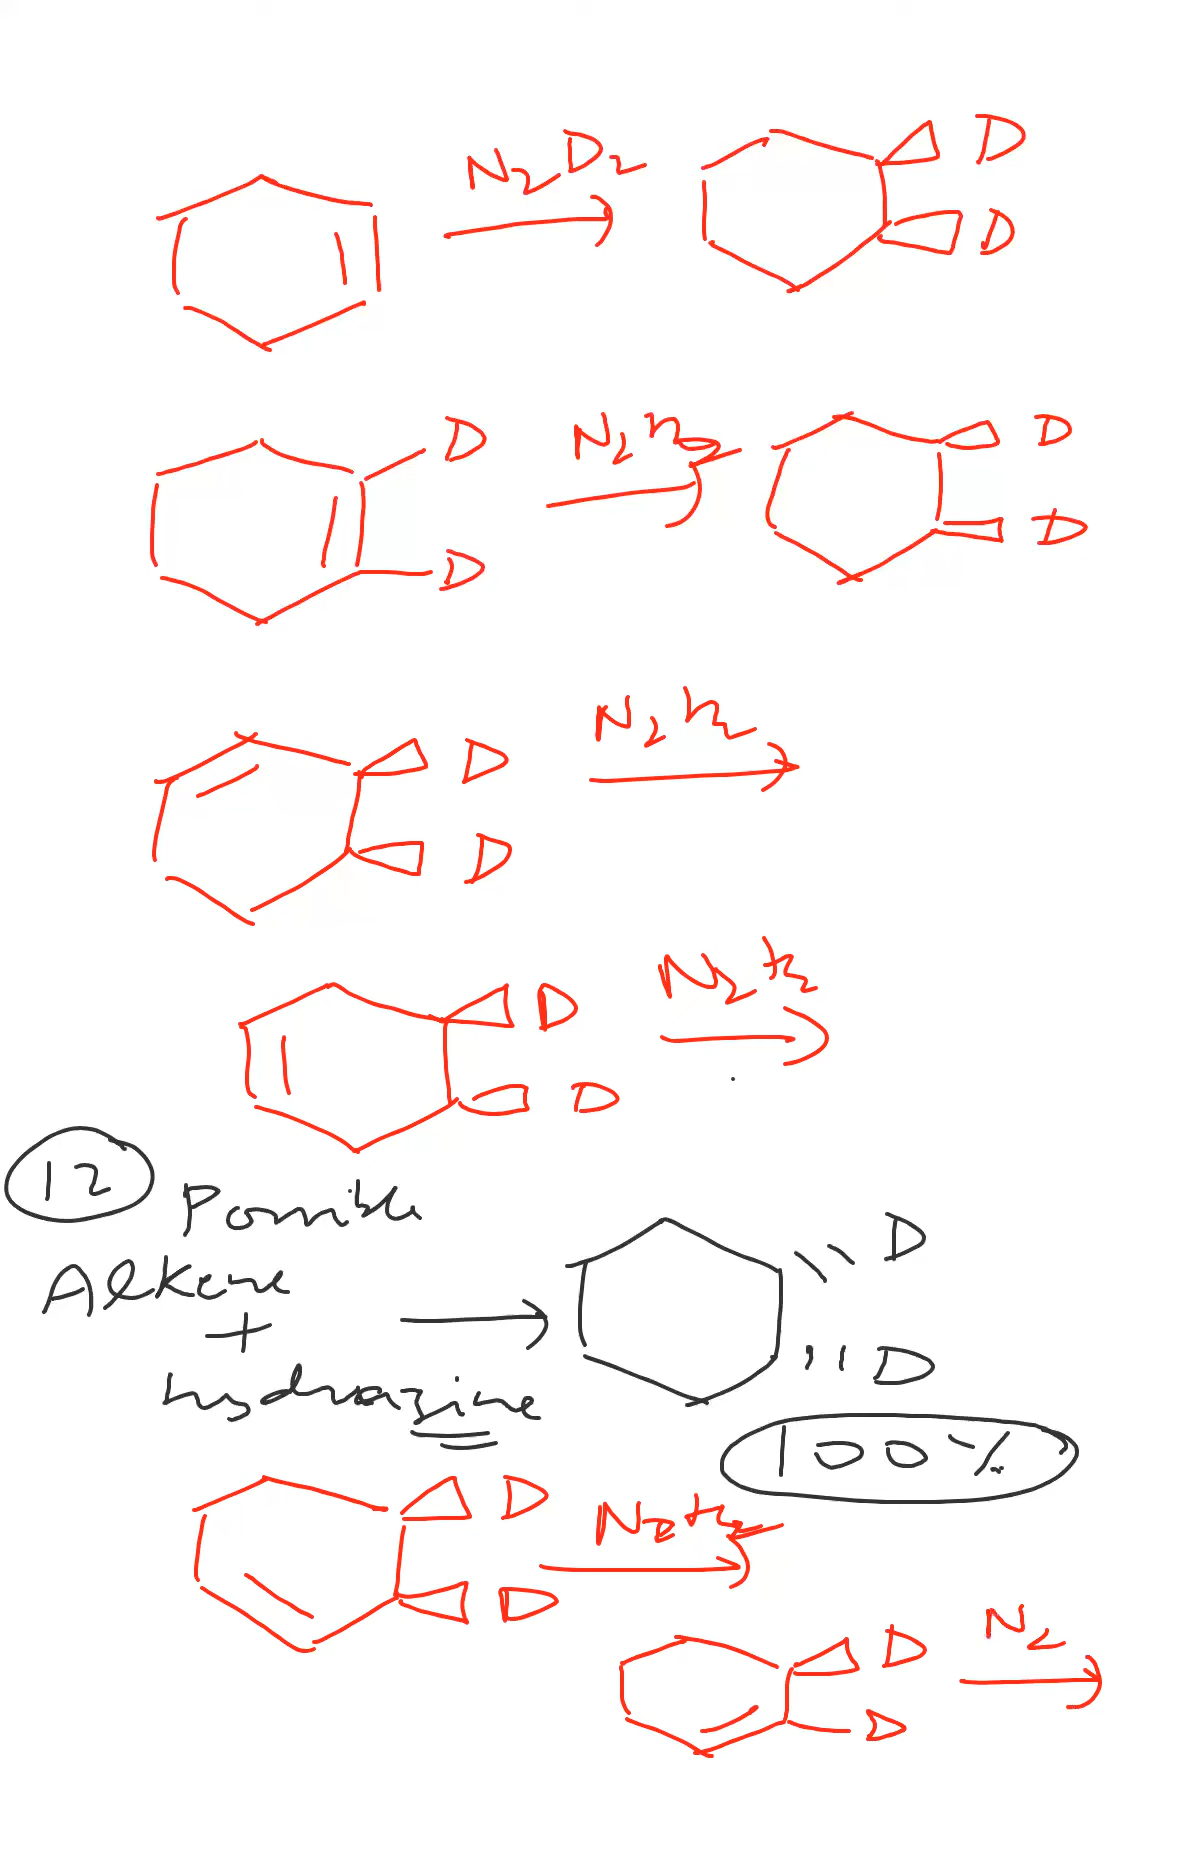 N2D2 D
D
D N2H2 D
D D
D N2H2
D
D N2H2
D
12 Possible D
Alkene
+ D
hydrazine 100%
D N2H2
D
D N2
D